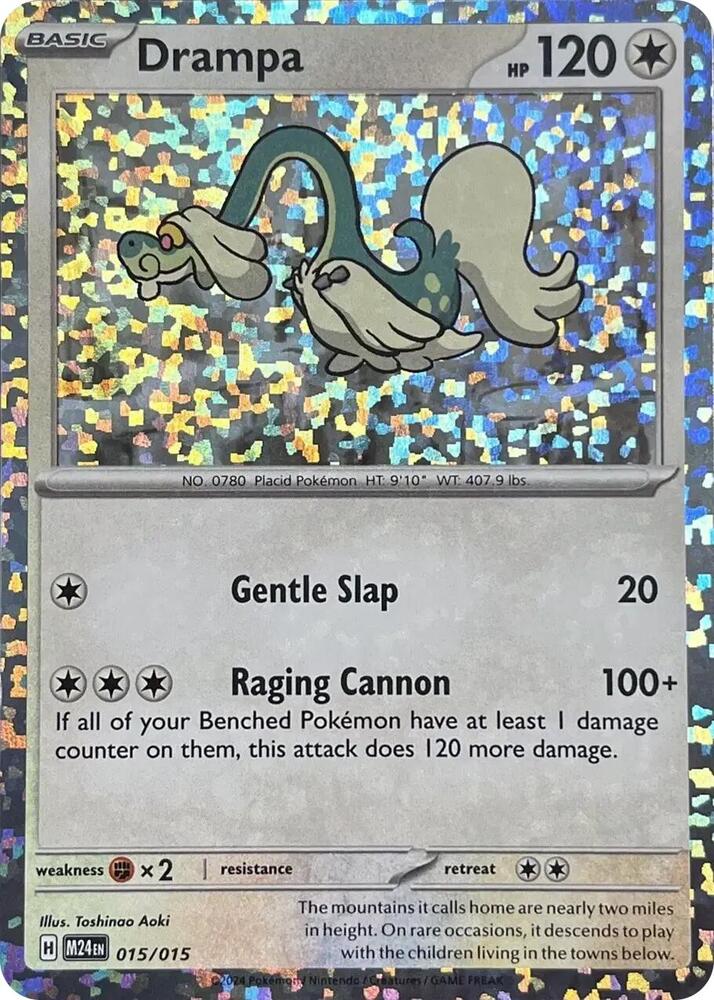 BASIC Drampa HP 120
NO. 0780 Placid Pokémon HT: 9'10" WT: 407.9 lbs.
Gentle Slap 20
Raging Cannon 100+
If all of your Benched Pokémon have at least 1 damage
counter on them, this attack does 120 more damage.
weakness ×2 resistance retreat
Illus. Toshinao Aoki
H M24 EN 015/015
The mountains it calls home are nearly two miles
in height. On rare occasions, it descends to play
with the children living in the towns below.
©2024 Pokémon / Nintendo / Creatures / GAME FREAK